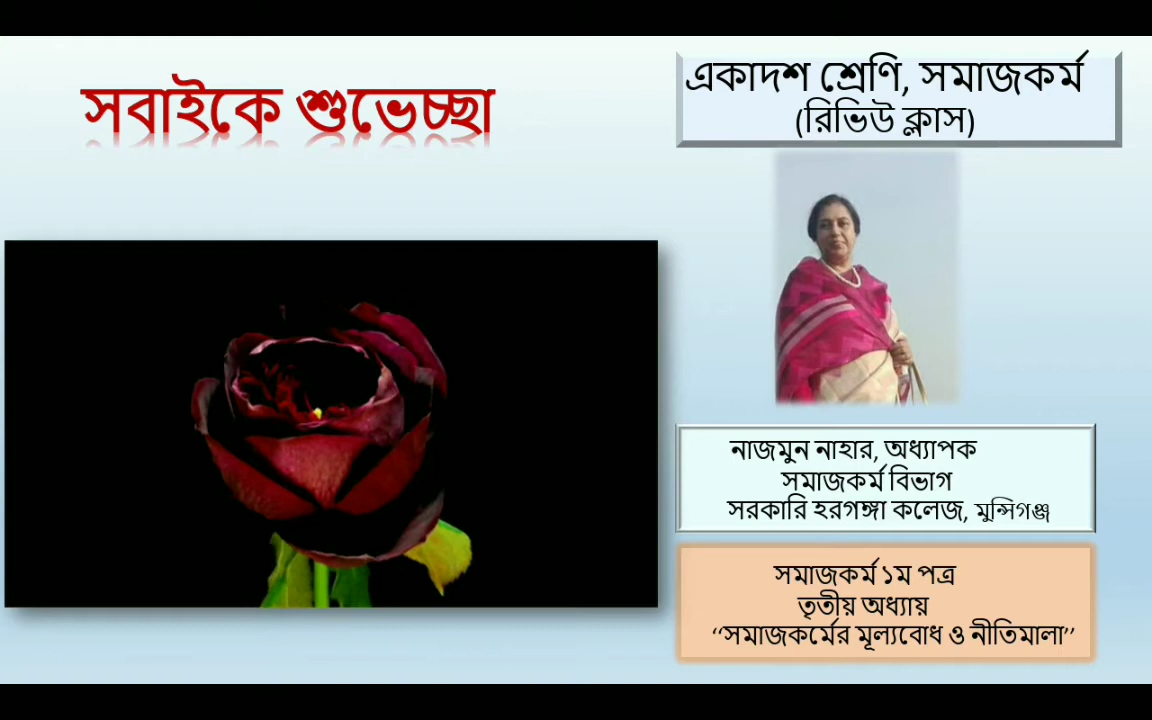 সবাইকে শুভেচ্ছা
একাদশ শ্রেণি, সমাজকর্ম
(রিভিউ ক্লাস)
নাজমুন নাহার, অধ্যাপক
সমাজকর্ম বিভাগ
সরকারি হরগঙ্গা কলেজ, মুন্সিগঞ্জ
সমাজকর্ম ১ম পত্র
তৃতীয় অধ্যায়
‘‘সমাজকর্মের মূল্যবোধ ও নীতিমালা’’